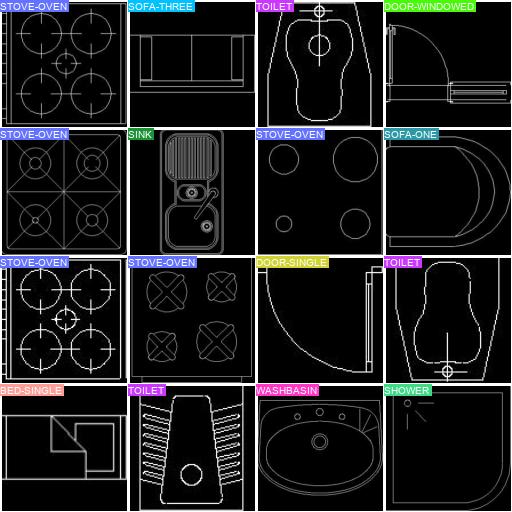 STOVE-OVEN
SOFA-THREE
TOILET
DOOR-WINDOWED
STOVE-OVEN
SINK
STOVE-OVEN
SOFA-ONE
STOVE-OVEN
STOVE-OVEN
DOOR-SINGLE
TOILET
BED-SINGLE
TOILET
WASHBASIN
SHOWER